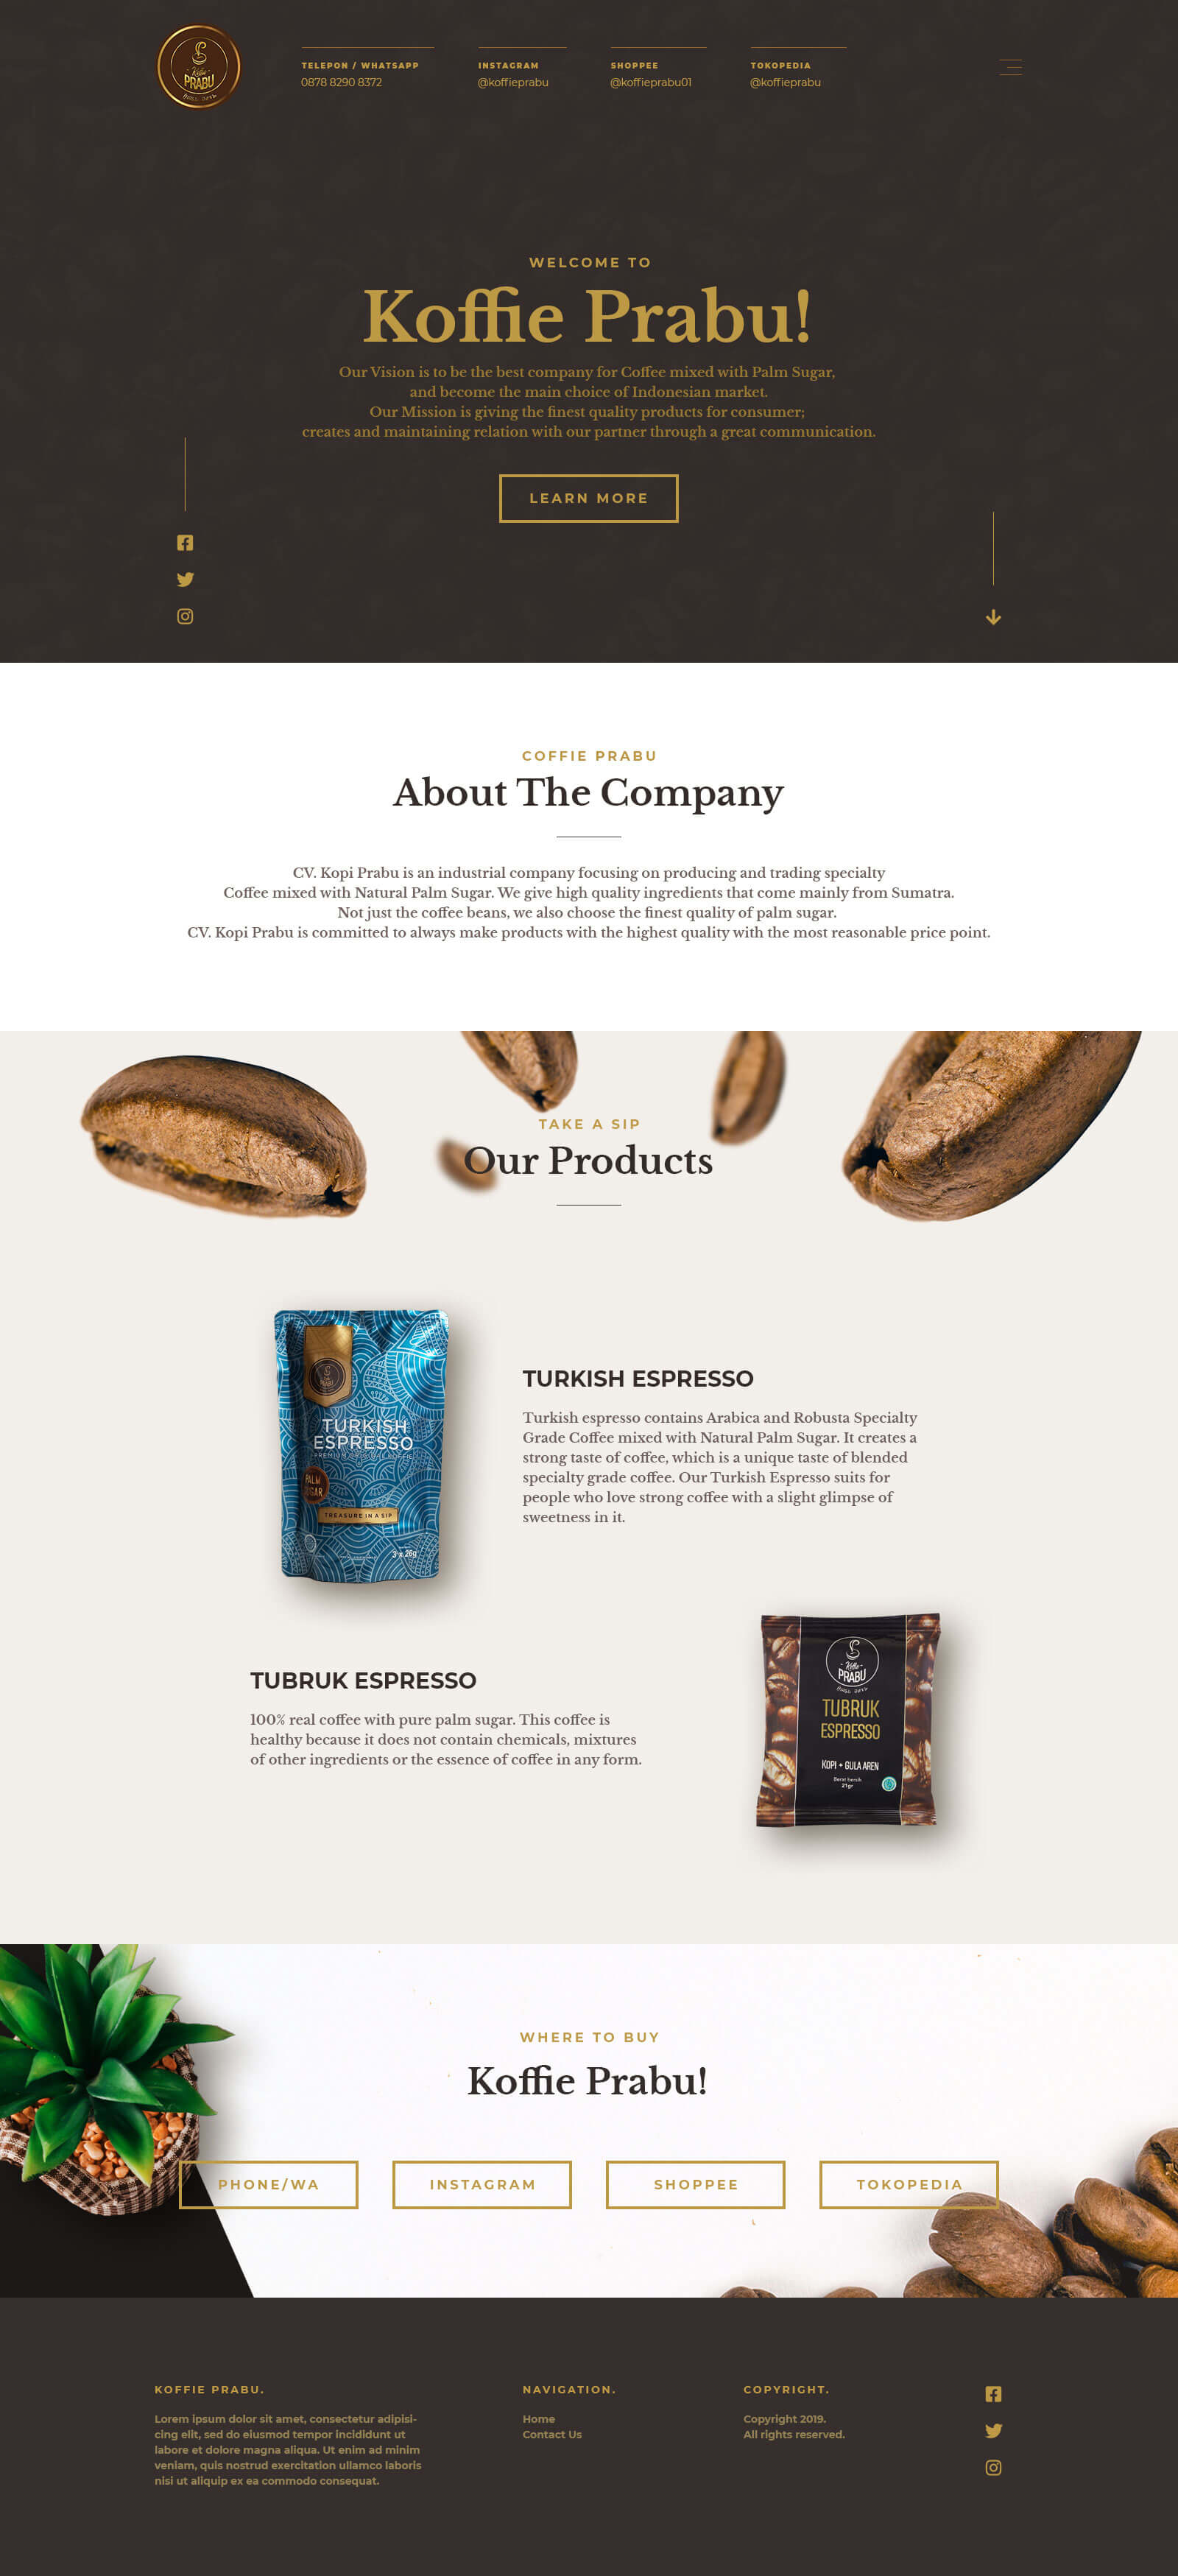 Koffie
PRABU
TELEPON / WHATSAPP
0878 8290 8372
INSTAGRAM
@koffieprabu
SHOPPEE
@koffieprabu01
TOKOPEDIA
@koffieprabu
WELCOME TO
Koffie Prabu!
Our Vision is to be the best company for Coffee mixed with Palm Sugar,
and become the main choice of Indonesian market.
Our Mission is giving the finest quality products for consumer;
creates and maintaining relation with our partner through a great communication.
LEARN MORE
COFFIE PRABU
About The Company
CV. Kopi Prabu is an industrial company focusing on producing and trading specialty
Coffee mixed with Natural Palm Sugar. We give high quality ingredients that come mainly from Sumatra.
Not just the coffee beans, we also choose the finest quality of palm sugar.
CV. Kopi Prabu is committed to always make products with the highest quality with the most reasonable price point.
TAKE A SIP
Our Products
PRABU
TURKISH
ESPRESSO
PALM
SUGAR
TREASURE IN A SIP
3 x 26g
TURKISH ESPRESSO
Turkish espresso contains Arabica and Robusta Specialty
Grade Coffee mixed with Natural Palm Sugar. It creates a
strong taste of coffee, which is a unique taste of blended
specialty grade coffee. Our Turkish Espresso suits for
people who love strong coffee with a slight glimpse of
sweetness in it.
TUBRUK ESPRESSO
100% real coffee with pure palm sugar. This coffee is
healthy because it does not contain chemicals, mixtures
of other ingredients or the essence of coffee in any form.
Koffie
PRABU
TUBRUK
ESPRESSO
KOPI + GULA AREN
Berat bersih
21gr
WHERE TO BUY
Koffie Prabu!
PHONE/WA
INSTAGRAM
SHOPPEE
TOKOPEDIA
KOFFIE PRABU.
Lorem ipsum dolor sit amet, consectetur adipisi-
cing elit, sed do eiusmod tempor incididunt ut
labore et dolore magna aliqua. Ut enim ad minim
veniam, quis nostrud exercitation ullamco laboris
nisi ut aliquip ex ea commodo consequat.
NAVIGATION.
Home
Contact Us
COPYRIGHT.
Copyright 2019.
All rights reserved.